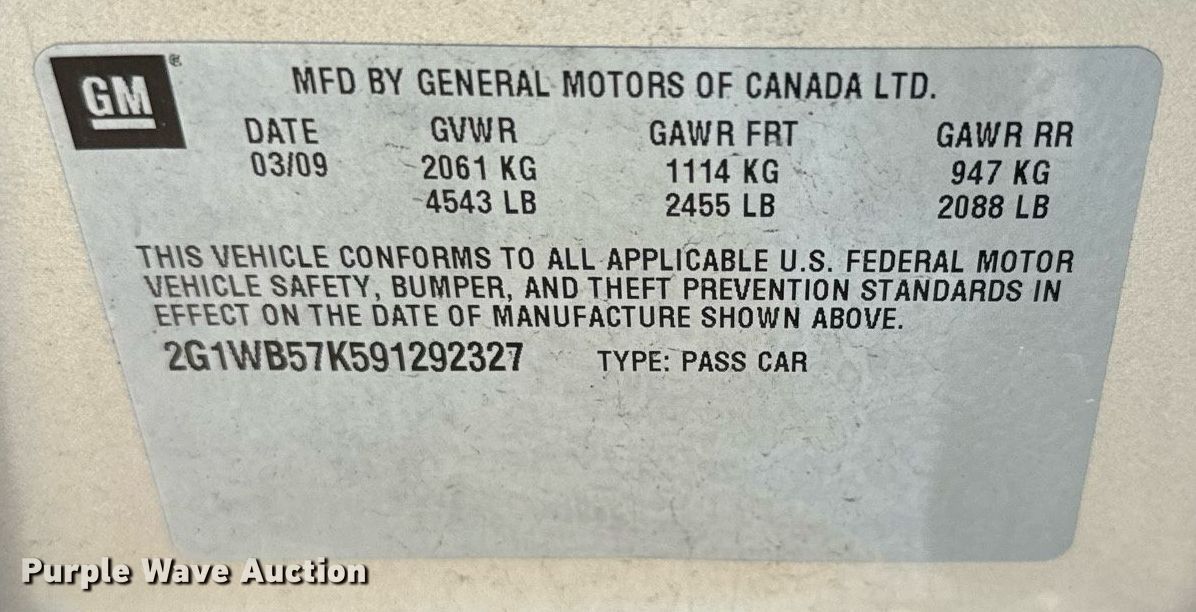 GM ®
MFD BY GENERAL MOTORS OF CANADA LTD.
DATE GVWR GAWR FRT GAWR RR
03/09 2061 KG 1114 KG 947 KG
4543 LB 2455 LB 2088 LB
THIS VEHICLE CONFORMS TO ALL APPLICABLE U.S. FEDERAL MOTOR
VEHICLE SAFETY, BUMPER, AND THEFT PREVENTION STANDARDS IN
EFFECT ON THE DATE OF MANUFACTURE SHOWN ABOVE.
2G1WB57K591292327 TYPE: PASS CAR
Purple Wave Auction